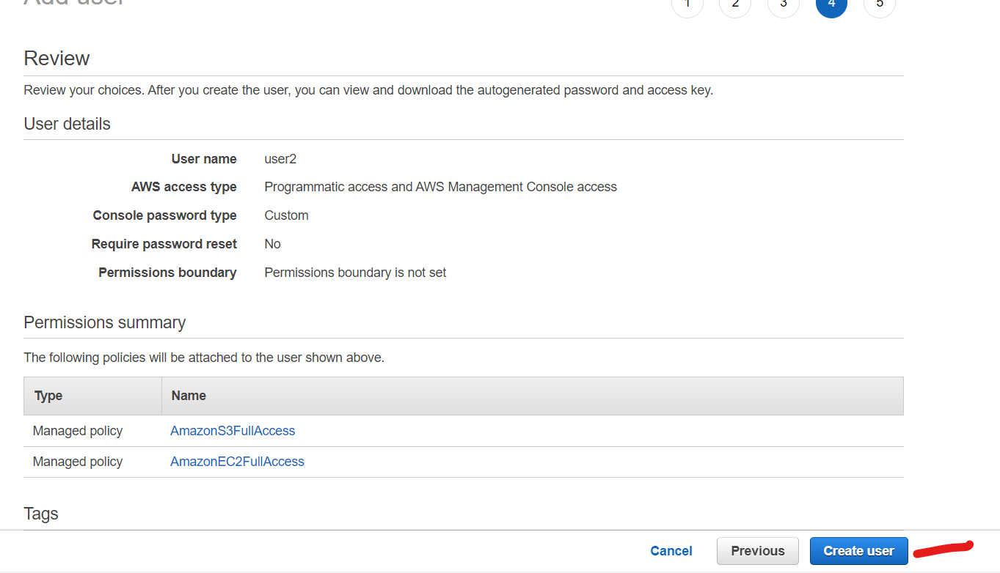 Add user
1 2 3 4 5
Review
Review your choices. After you create the user, you can view and download the autogenerated password and access key.
User details
User name user2
AWS access type Programmatic access and AWS Management Console access
Console password type Custom
Require password reset No
Permissions boundary Permissions boundary is not set
Permissions summary
The following policies will be attached to the user shown above.
Type Name
Managed policy AmazonS3FullAccess
Managed policy AmazonEC2FullAccess
Tags
Cancel Previous Create user